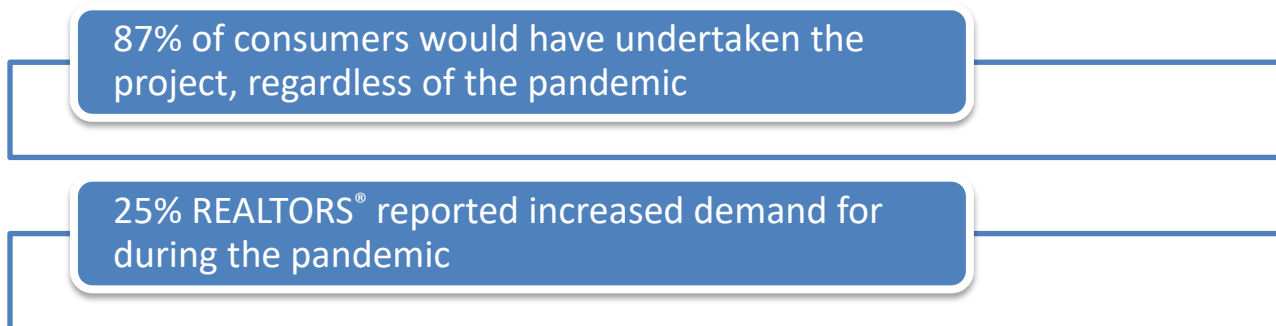 87% of consumers would have undertaken the
project, regardless of the pandemic
25% REALTORS® reported increased demand for
during the pandemic